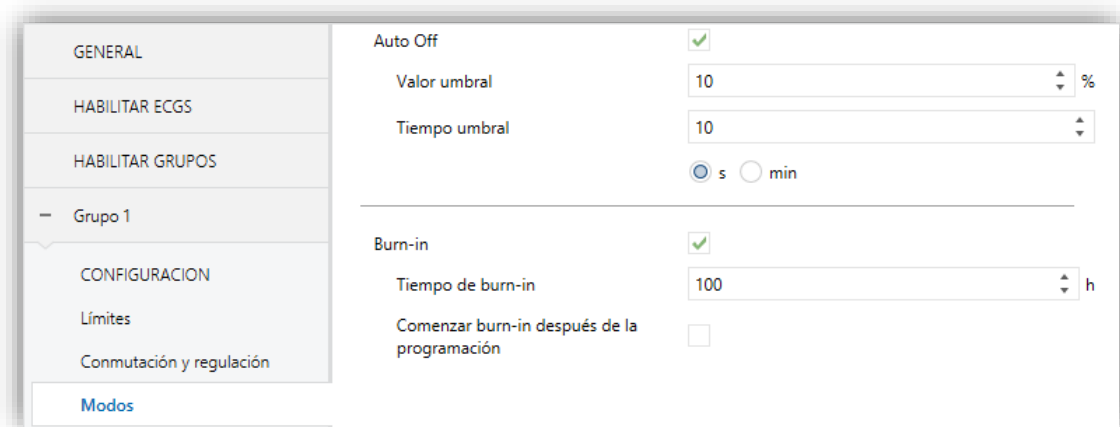 GENERAL
HABILITAR ECGS
HABILITAR GRUPOS
− Grupo 1
CONFIGURACION
Límites
Conmutación y regulación
Modos
Auto Off
Valor umbral 10 %
Tiempo umbral 10
s min
Burn-in
Tiempo de burn-in 100 h
Comenzar burn-in después de la
programación